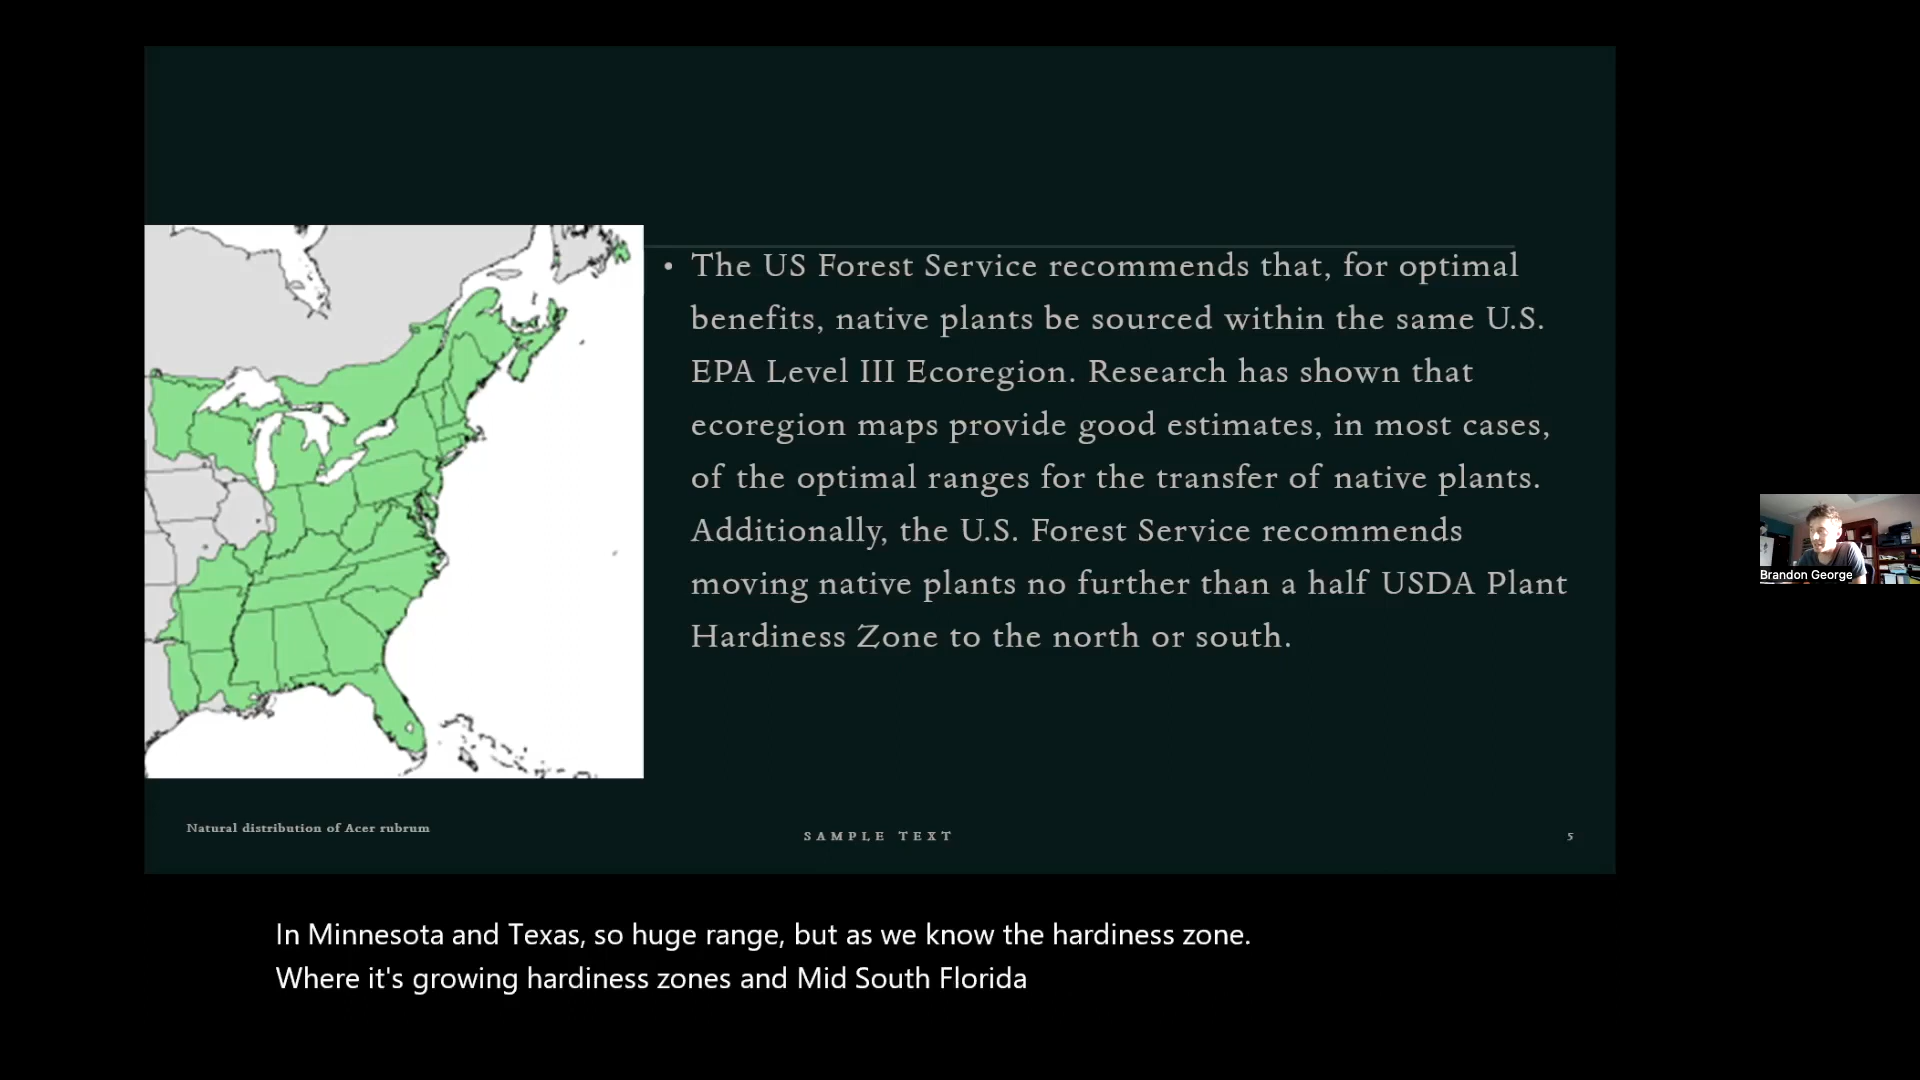 • The US Forest Service recommends that, for optimal
benefits, native plants be sourced within the same U.S.
EPA Level III Ecoregion. Research has shown that
ecoregion maps provide good estimates, in most cases,
of the optimal ranges for the transfer of native plants.
Additionally, the U.S. Forest Service recommends
moving native plants no further than a half USDA Plant
Hardiness Zone to the north or south.
Brandon George
Natural distribution of Acer rubrum
SAMPLE TEXT
5
In Minnesota and Texas, so huge range, but as we know the hardiness zone.
Where it's growing hardiness zones and Mid South Florida